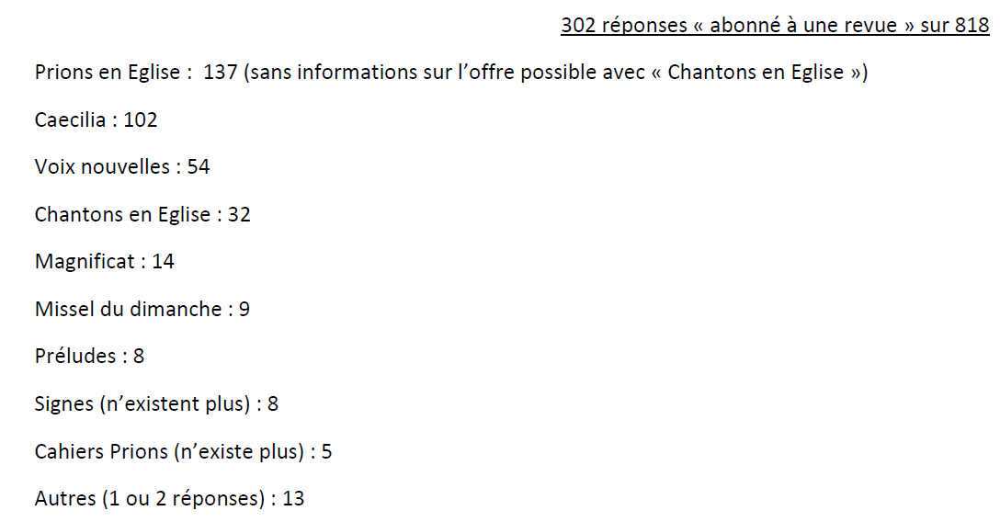 302 réponses « abonné à une revue » sur 818
Prions en Eglise :  137 (sans informations sur l’offre possible avec « Chantons en Eglise »)
Caecilia : 102
Voix nouvelles : 54
Chantons en Eglise : 32
Magnificat : 14
Missel du dimanche : 9
Préludes : 8
Signes (n’existent plus) : 8
Cahiers Prions (n’existe plus) : 5
Autres (1 ou 2 réponses) : 13